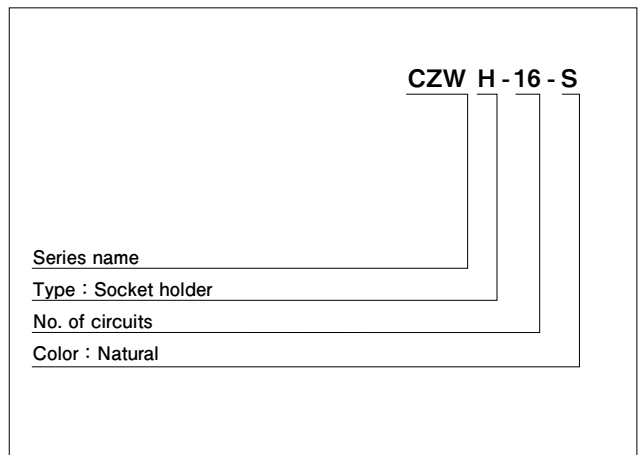 CZW H - 16 - S
Series name
Type : Socket holder
No. of circuits
Color : Natural